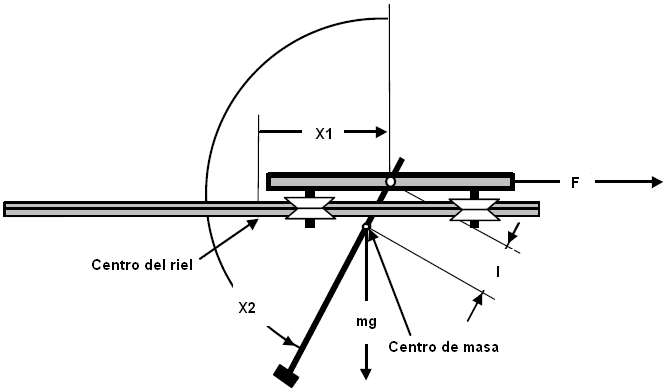 X1
F
Centro del riel
l
X2
mg
Centro de masa